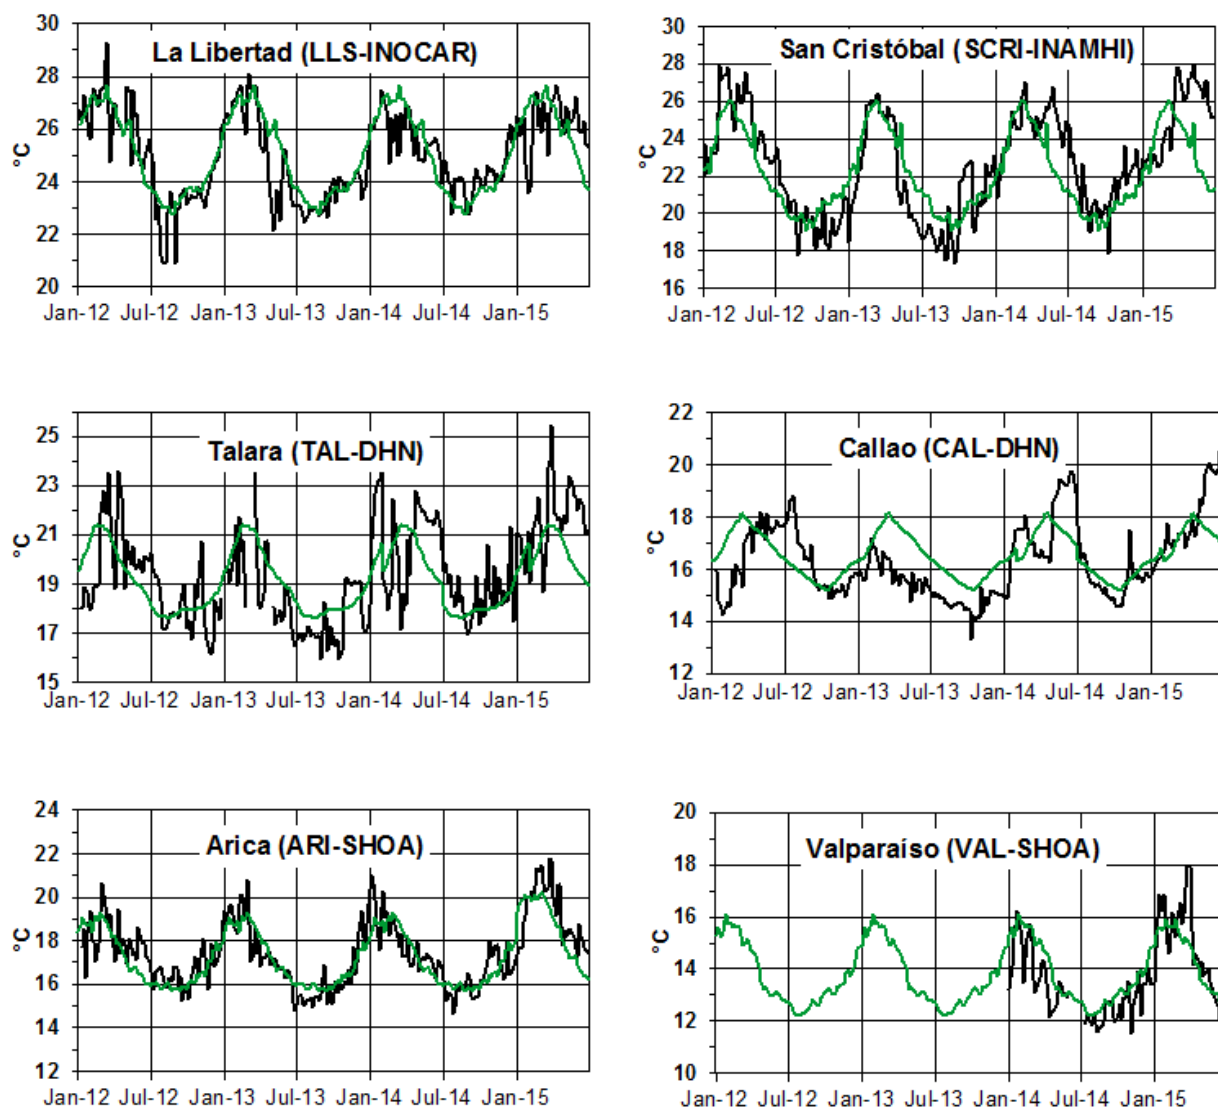 La Libertad (LLS-INOCAR)
°C
30
28
26
24
22
20
Jan-12 Jul-12 Jan-13 Jul-13 Jan-14 Jul-14 Jan-15
San Cristóbal (SCRI-INAMHI)
°C
30
28
26
24
22
20
18
16
Jan-12 Jul-12 Jan-13 Jul-13 Jan-14 Jul-14 Jan-15
Talara (TAL-DHN)
°C
25
23
21
19
17
15
Jan-12 Jul-12 Jan-13 Jul-13 Jan-14 Jul-14 Jan-15
Callao (CAL-DHN)
°C
22
20
18
16
14
12
Jan-12 Jul-12 Jan-13 Jul-13 Jan-14 Jul-14 Jan-15
Arica (ARI-SHOA)
°C
24
22
20
18
16
14
12
Jan-12 Jul-12 Jan-13 Jul-13 Jan-14 Jul-14 Jan-15
Valparaíso (VAL-SHOA)
°C
20
18
16
14
12
10
Jan-12 Jul-12 Jan-13 Jul-13 Jan-14 Jul-14 Jan-15